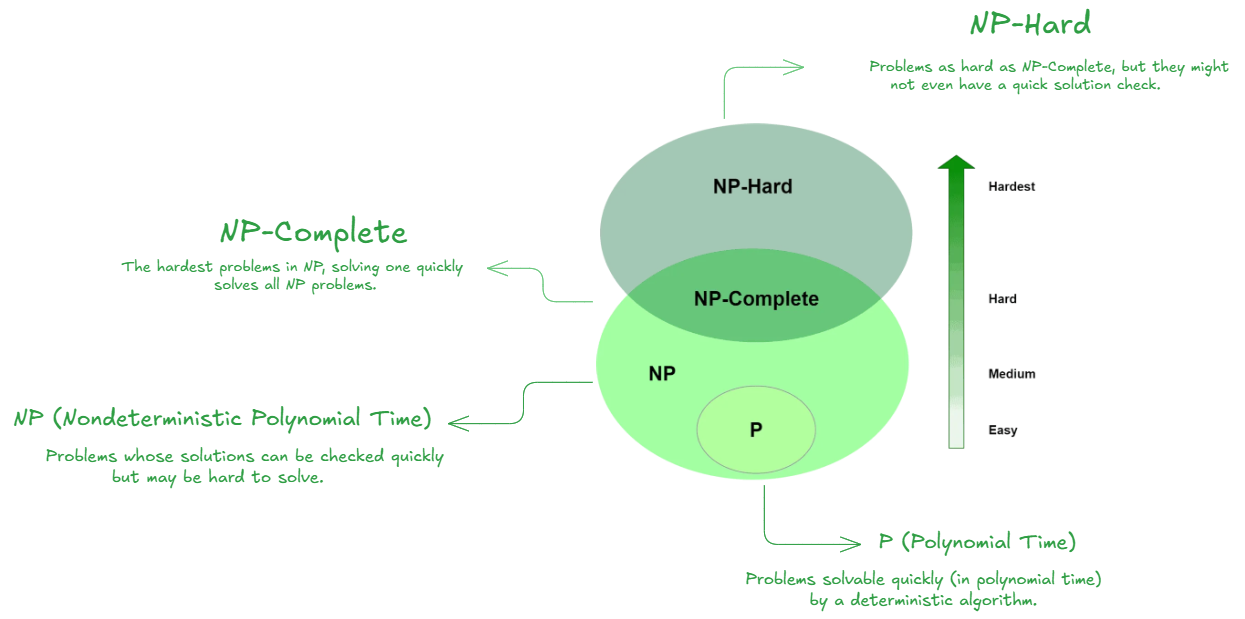 NP-Hard
Problems as hard as NP-Complete, but they might
not even have a quick solution check.
NP-Hard
Hardest
NP-Complete
The hardest problems in NP, solving one quickly
solves all NP problems.
NP-Complete
Hard
NP
Medium
NP (Nondeterministic Polynomial Time)
Problems whose solutions can be checked quickly
but may be hard to solve.
P
Easy
P (Polynomial Time)
Problems solvable quickly (in polynomial time)
by a deterministic algorithm.